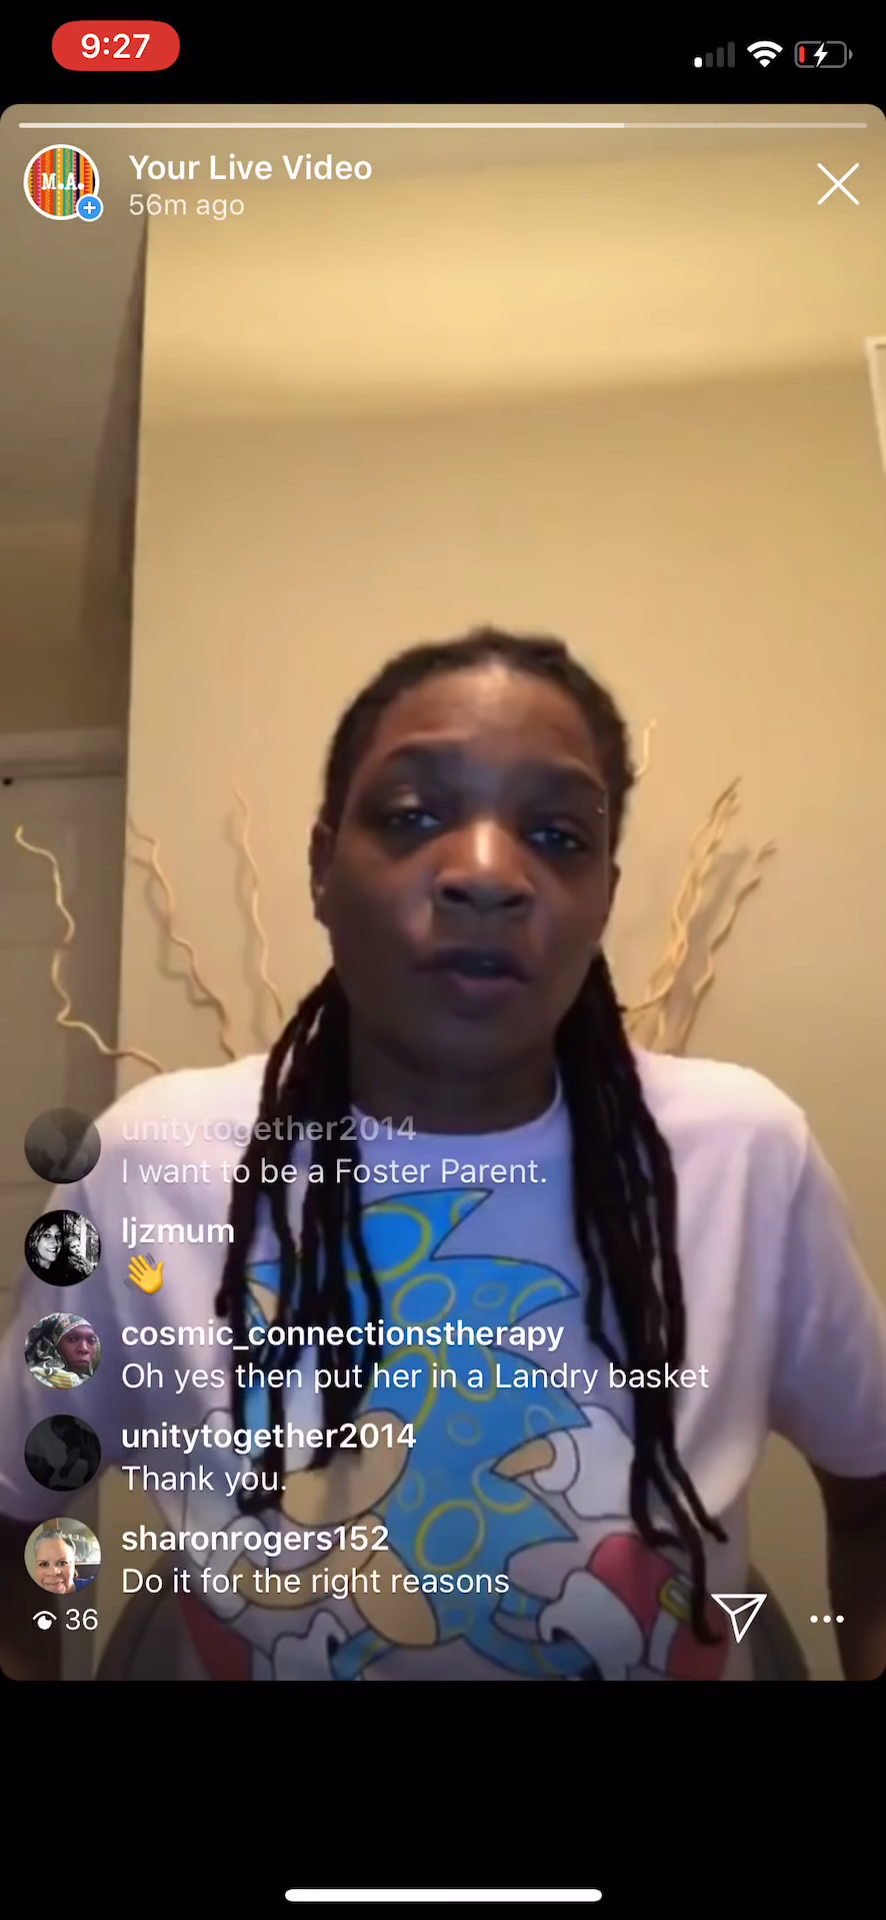 9:27
M.A.
Your Live Video
56m ago
unitytogether2014
I want to be a Foster Parent.
ljzmum
👋
cosmic_connectionstherapy
Oh yes then put her in a Landry basket
unitytogether2014
Thank you.
sharonrogers152
Do it for the right reasons
36